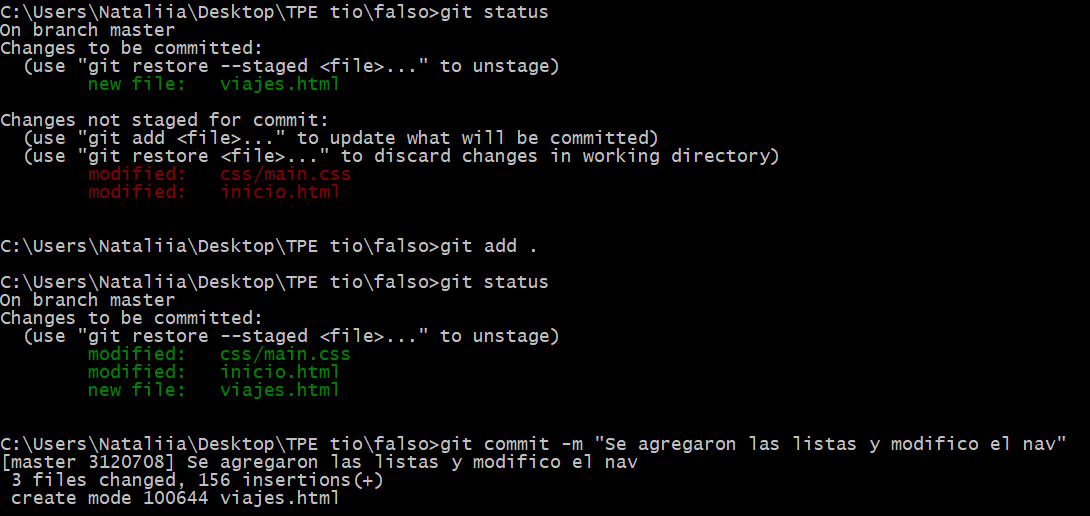 C:\Users\Nataliia\Desktop\TPE tio\falso>git status
On branch master
Changes to be committed:
  (use "git restore --staged <file>..." to unstage)
        new file:   viajes.html

Changes not staged for commit:
  (use "git add <file>..." to update what will be committed)
  (use "git restore <file>..." to discard changes in working directory)
        modified:   css/main.css
        modified:   inicio.html


C:\Users\Nataliia\Desktop\TPE tio\falso>git add .

C:\Users\Nataliia\Desktop\TPE tio\falso>git status
On branch master
Changes to be committed:
  (use "git restore --staged <file>..." to unstage)
        modified:   css/main.css
        modified:   inicio.html
        new file:   viajes.html


C:\Users\Nataliia\Desktop\TPE tio\falso>git commit -m "Se agregaron las listas y modifico el nav"
[master 3120708] Se agregaron las listas y modifico el nav
 3 files changed, 156 insertions(+)
 create mode 100644 viajes.html